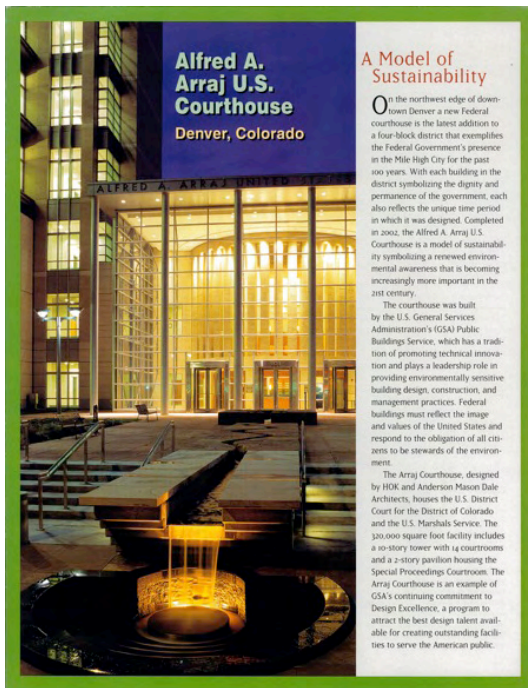 Alfred A.
Arraj U.S.
Courthouse
Denver, Colorado
ALFRED A. ARRAJ UNITED STATES
A Model of
Sustainability
On the northwest edge of down-
town Denver a new Federal
courthouse is the latest addition to
a four-block district that exemplifies
the Federal Government's presence
in the Mile High City for the past
100 years. With each building in the
district symbolizing the dignity and
permanence of the government, each
also reflects the unique time period
in which it was designed. Completed
in 2002, the Alfred A. Arraj U.S.
Courthouse is a model of sustainabil-
ity symbolizing a renewed environ-
mental awareness that is becoming
increasingly more important in the
21st century.
The courthouse was built
by the U.S. General Services
Administration's (GSA) Public
Buildings Service, which has a tradi-
tion of promoting technical innova-
tion and plays a leadership role in
providing environmentally sensitive
building design, construction, and
management practices. Federal
buildings must reflect the image
and values of the United States and
respond to the obligation of all citi-
zens to be stewards of the environ-
ment.
The Arraj Courthouse, designed
by HOK and Anderson Mason Dale
Architects, houses the U.S. District
Court for the District of Colorado
and the U.S. Marshals Service. The
320,000 square foot facility includes
a 10-story tower with 14 courtrooms
and a 2-story pavilion housing the
Special Proceedings Courtroom. The
Arraj Courthouse is an example of
GSA's continuing commitment to
Design Excellence, a program to
attract the best design talent avail-
able for creating outstanding facili-
ties to serve the American public.